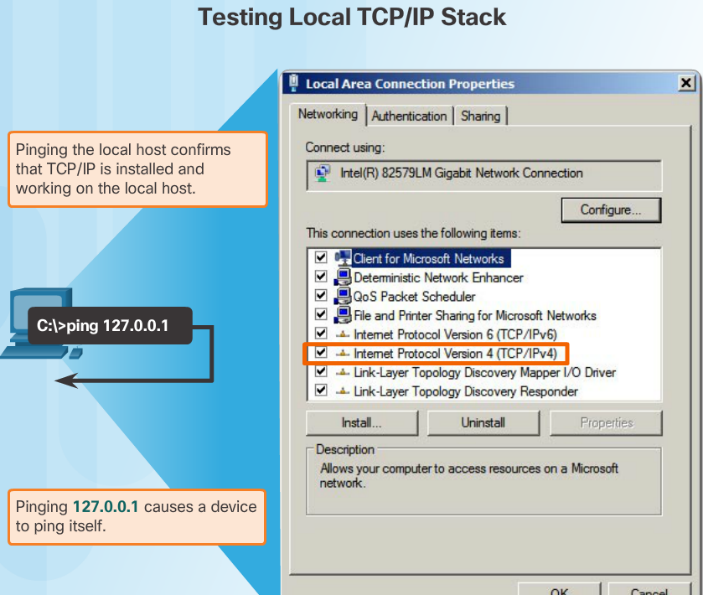 Testing Local TCP/IP Stack
Pinging the local host confirms
that TCP/IP is installed and
working on the local host.
C:\>ping 127.0.0.1
Pinging 127.0.0.1 causes a device
to ping itself.
Local Area Connection Properties
Networking Authentication Sharing
Connect using:
Intel(R) 82579LM Gigabit Network Connection
Configure...
This connection uses the following items:
Client for Microsoft Networks
Deterministic Network Enhancer
QoS Packet Scheduler
File and Printer Sharing for Microsoft Networks
Internet Protocol Version 6 (TCP/IPv6)
Internet Protocol Version 4 (TCP/IPv4)
Link-Layer Topology Discovery Mapper I/O Driver
Link-Layer Topology Discovery Responder
Install... Uninstall Properties
Description
Allows your computer to access resources on a Microsoft
network.
OK Cancel